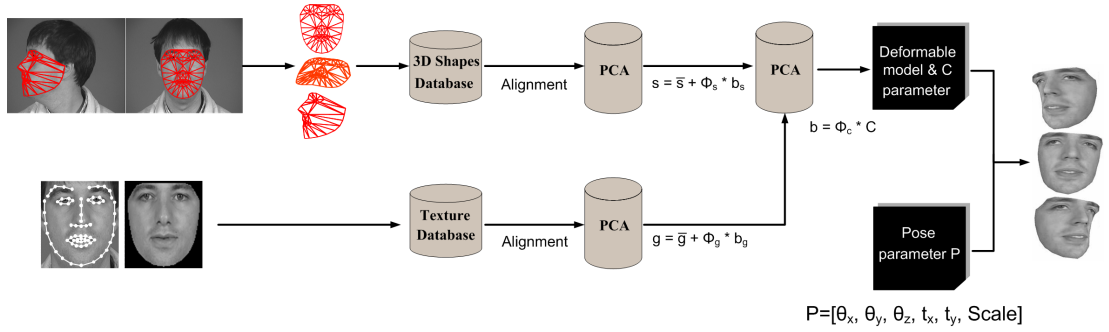 3D Shapes
Database
Alignment
PCA
s = s̅ + Φs * bs
PCA
b = Φc * C
Deformable
model & C
parameter
Texture
Database
Alignment
PCA
g = g̅ + Φg * bg
Pose
parameter P
P=[θx, θy, θz, tx, ty, Scale]